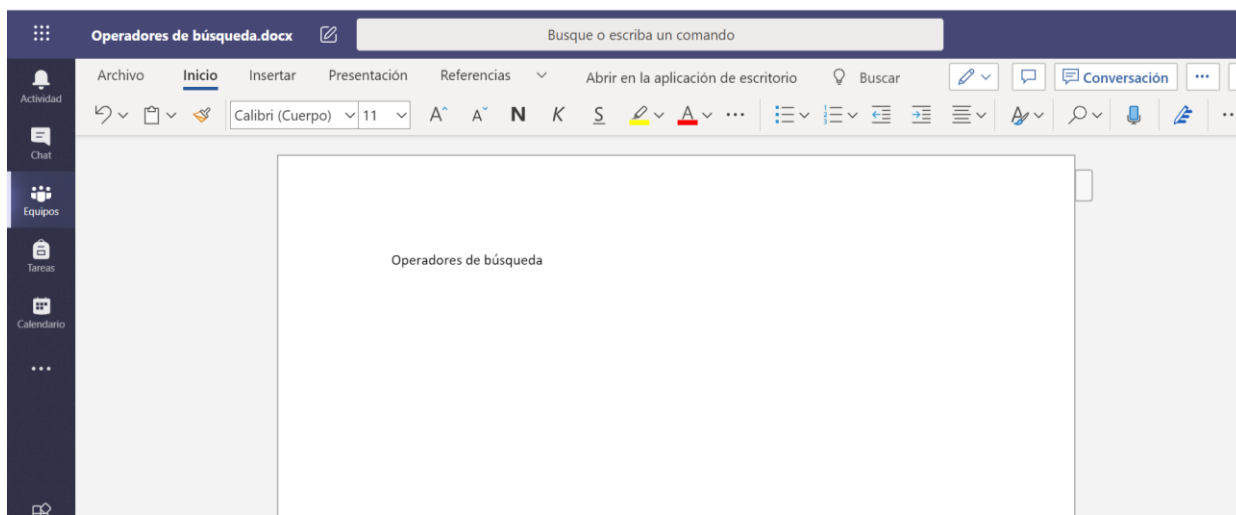 Operadores de búsqueda.docx
Busque o escriba un comando
Actividad
Chat
Equipos
Tareas
Calendario
Archivo Inicio Insertar Presentación Referencias Abrir en la aplicación de escritorio Buscar Conversación
Calibri (Cuerpo) 11 A A N K S A
Operadores de búsqueda